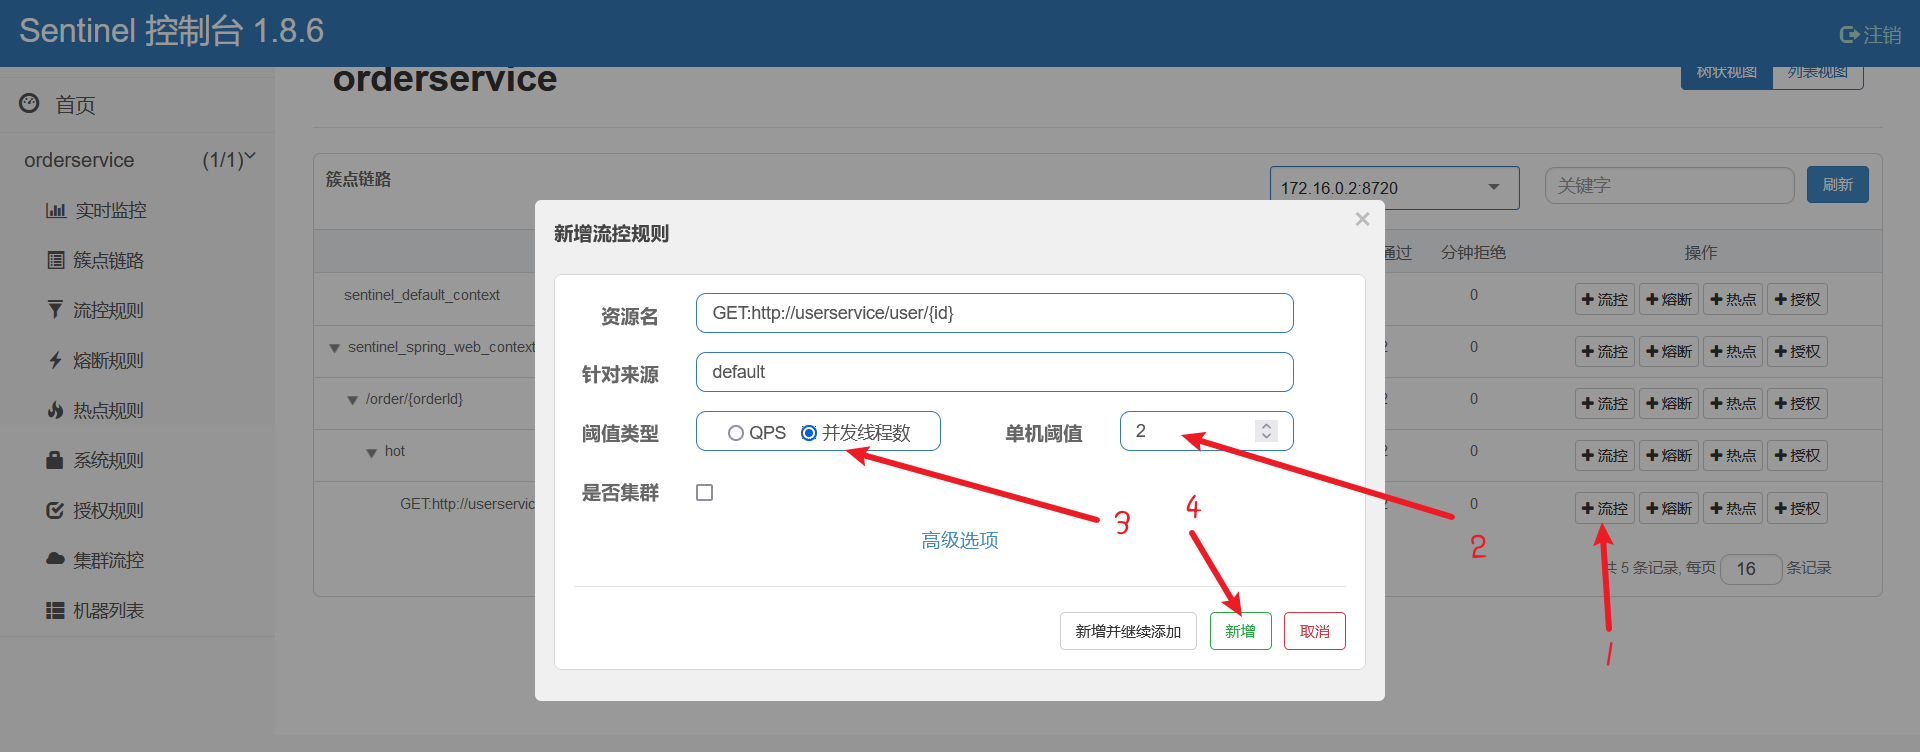 Sentinel 控制台 1.8.6
注销
orderservice
树状视图 列表视图
首页
orderservice (1/1)
实时监控
簇点链路
流控规则
熔断规则
热点规则
系统规则
授权规则
集群流控
机器列表
簇点链路
172.16.0.2:8720
关键字
刷新
通过 分钟拒绝 操作
sentinel_default_context
0
流控 熔断 热点 授权
sentinel_spring_web_context
0
流控 熔断 热点 授权
/order/{orderId}
0
流控 熔断 热点 授权
hot
0
流控 熔断 热点 授权
GET:http://userservic
0
流控 熔断 热点 授权
共 5 条记录, 每页 16 条记录
新增流控规则
×
资源名 GET:http://userservice/user/{id}
针对来源 default
阈值类型 QPS 并发线程数 单机阈值 2
是否集群
高级选项
新增并继续添加 新增 取消
3
4
2
1